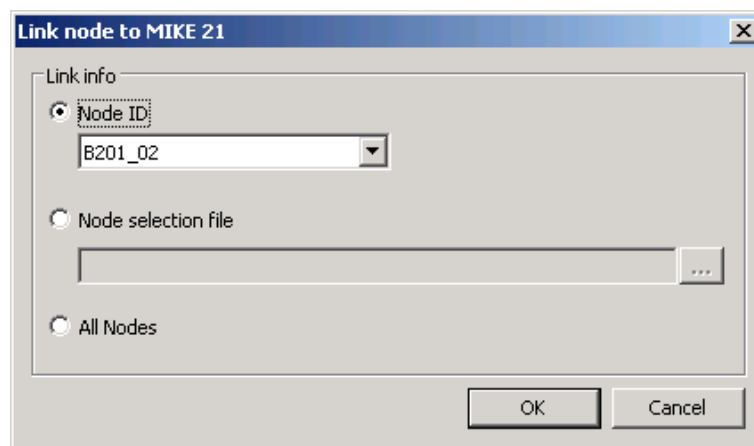 Link node to MIKE 21
Link info
Node ID
B201_02
Node selection file
...
All Nodes
OK Cancel